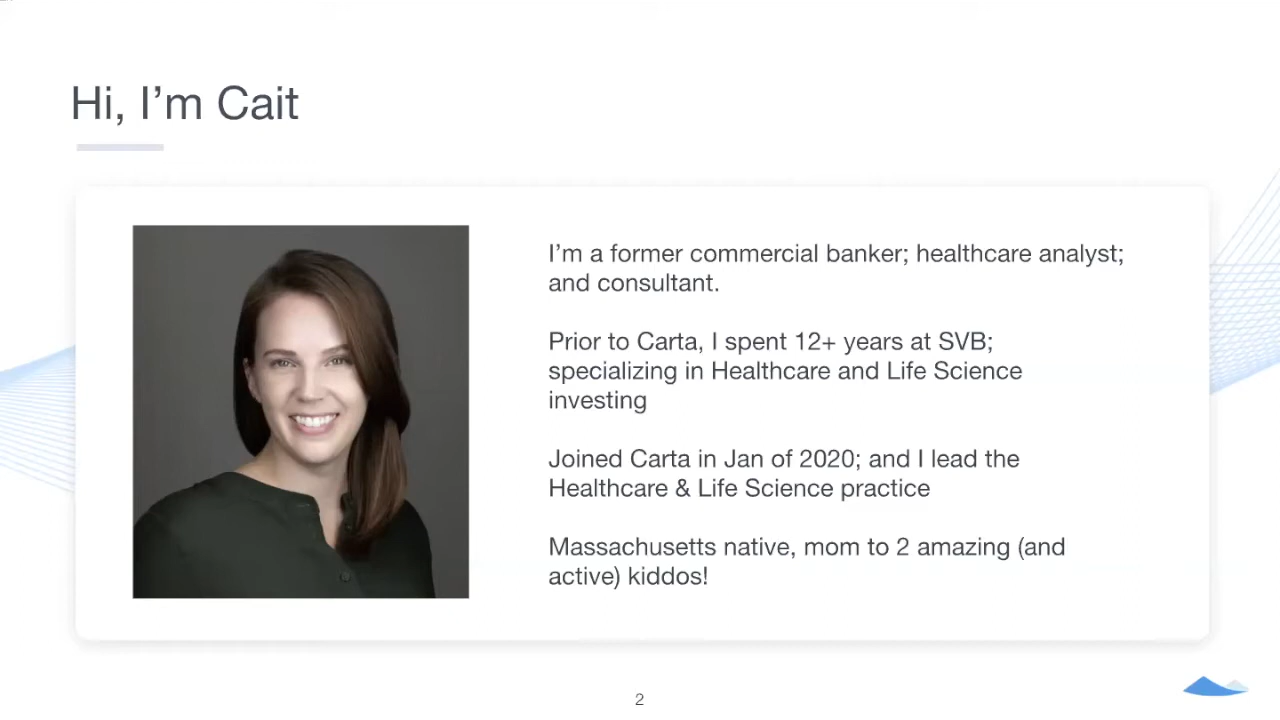 Hi, I’m Cait
I’m a former commercial banker; healthcare analyst;
and consultant.
Prior to Carta, I spent 12+ years at SVB;
specializing in Healthcare and Life Science
investing
Joined Carta in Jan of 2020; and I lead the
Healthcare & Life Science practice
Massachusetts native, mom to 2 amazing (and
active) kiddos!
2